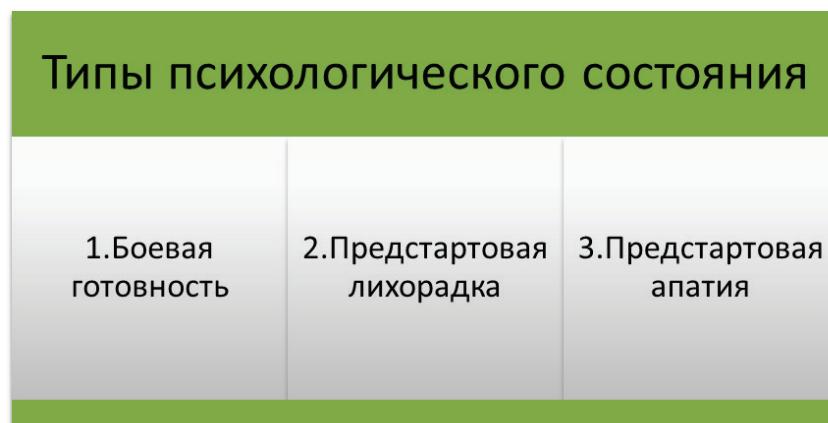 Типы психологического состояния
1.Боевая
готовность
2.Предстартовая
лихорадка
3.Предстартовая
апатия